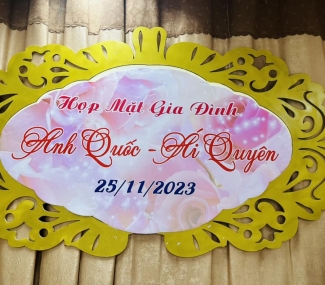 Họp Mặt Gia Đình
Anh Quốc - Ái Quyên
25/11/2023